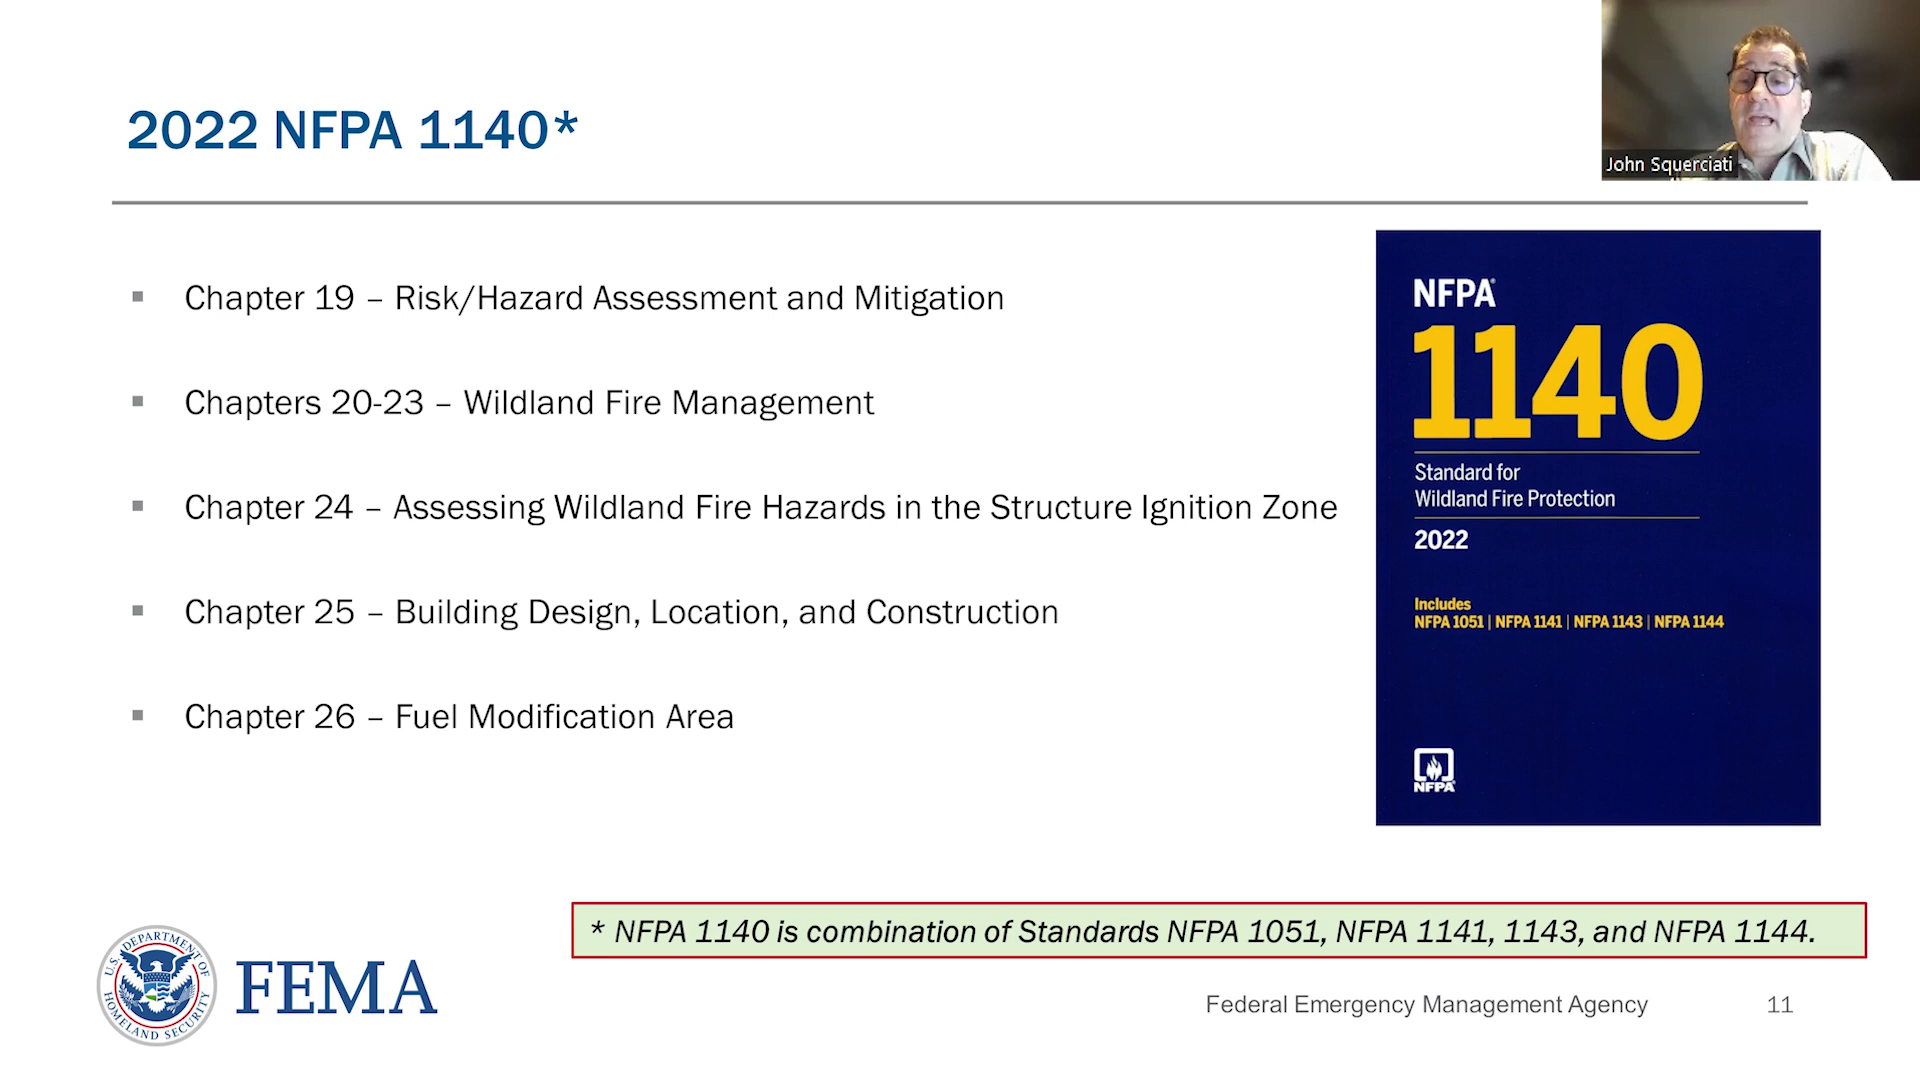 2022 NFPA 1140*
John Squerciati
Chapter 19 – Risk/Hazard Assessment and Mitigation
Chapters 20-23 – Wildland Fire Management
Chapter 24 – Assessing Wildland Fire Hazards in the Structure Ignition Zone
Chapter 25 – Building Design, Location, and Construction
Chapter 26 – Fuel Modification Area
NFPA®
1140
Standard for
Wildland Fire Protection
2022
Includes
NFPA 1051 | NFPA 1141 | NFPA 1143 | NFPA 1144
NFPA
* NFPA 1140 is combination of Standards NFPA 1051, NFPA 1141, 1143, and NFPA 1144.
U.S. DEPARTMENT OF
HOMELAND SECURITY
FEMA
Federal Emergency Management Agency
11